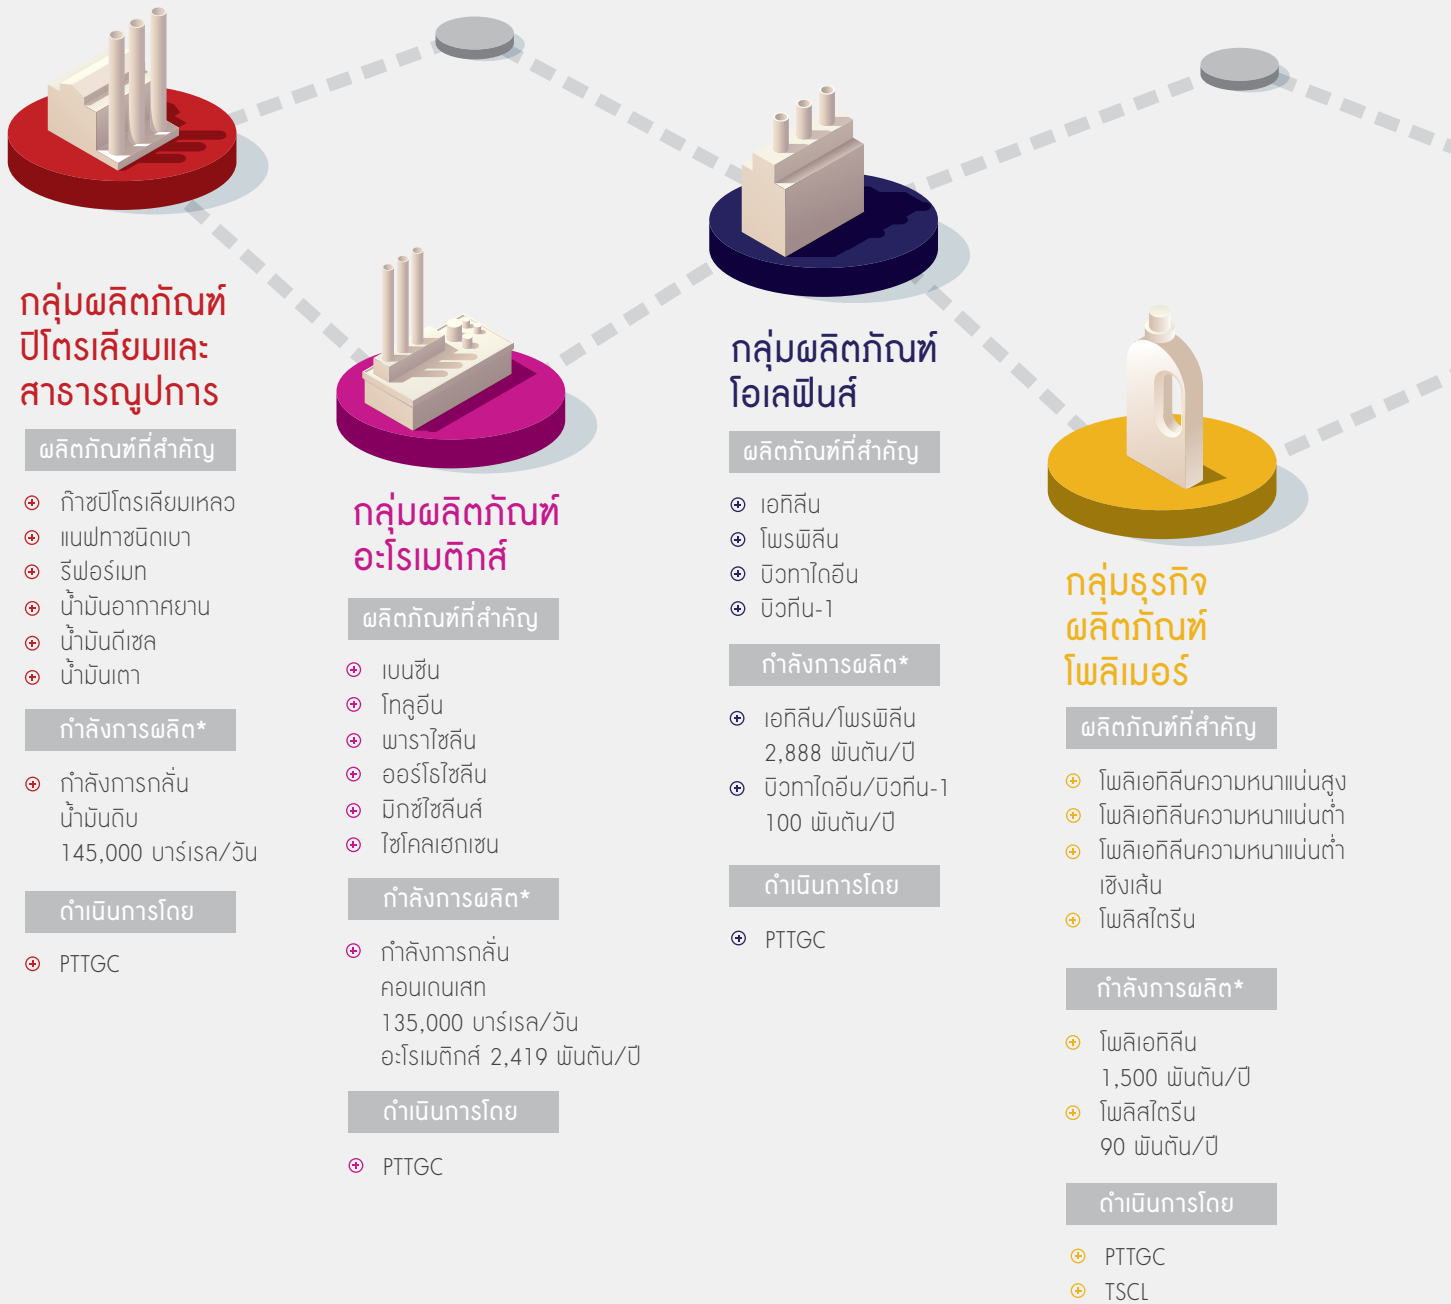 กลุ่มผลิตภัณฑ์
ปิโตรเลียมและ
สาธารณูปการ
ผลิตภัณฑ์ที่สำคัญ
ก๊าซปิโตรเลียมเหลว
แนฟทาชนิดเบา
รีฟอร์เมท
น้ำมันอากาศยาน
น้ำมันดีเซล
น้ำมันเตา
กำลังการผลิต*
กำลังการกลั่น
น้ำมันดิบ
145,000 บาร์เรล/วัน
ดำเนินการโดย
PTTGC
กลุ่มผลิตภัณฑ์
อะโรเมติกส์
ผลิตภัณฑ์ที่สำคัญ
เบนซีน
โทลูอีน
พาราไซลีน
ออร์โธไซลีน
มิกซ์ไซลีนส์
ไซโคลเฮกเซน
กำลังการผลิต*
กำลังการกลั่น
คอนเดนเสท
135,000 บาร์เรล/วัน
อะโรเมติกส์ 2,419 พันตัน/ปี
ดำเนินการโดย
PTTGC
กลุ่มผลิตภัณฑ์
โอเลฟินส์
ผลิตภัณฑ์ที่สำคัญ
เอทิลีน
โพรพิลีน
บิวทาไดอีน
บิวทีน-1
กำลังการผลิต*
เอทิลีน/โพรพิลีน
2,888 พันตัน/ปี
บิวทาไดอีน/บิวทีน-1
100 พันตัน/ปี
ดำเนินการโดย
PTTGC
กลุ่มธุรกิจ
ผลิตภัณฑ์
โพลิเมอร์
ผลิตภัณฑ์ที่สำคัญ
โพลิเอทิลีนความหนาแน่นสูง
โพลิเอทิลีนความหนาแน่นต่ำ
โพลิเอทิลีนความหนาแน่นต่ำ
เชิงเส้น
โพลิสไตรีน
กำลังการผลิต*
โพลิเอทิลีน
1,500 พันตัน/ปี
โพลิสไตรีน
90 พันตัน/ปี
ดำเนินการโดย
PTTGC
TSCL